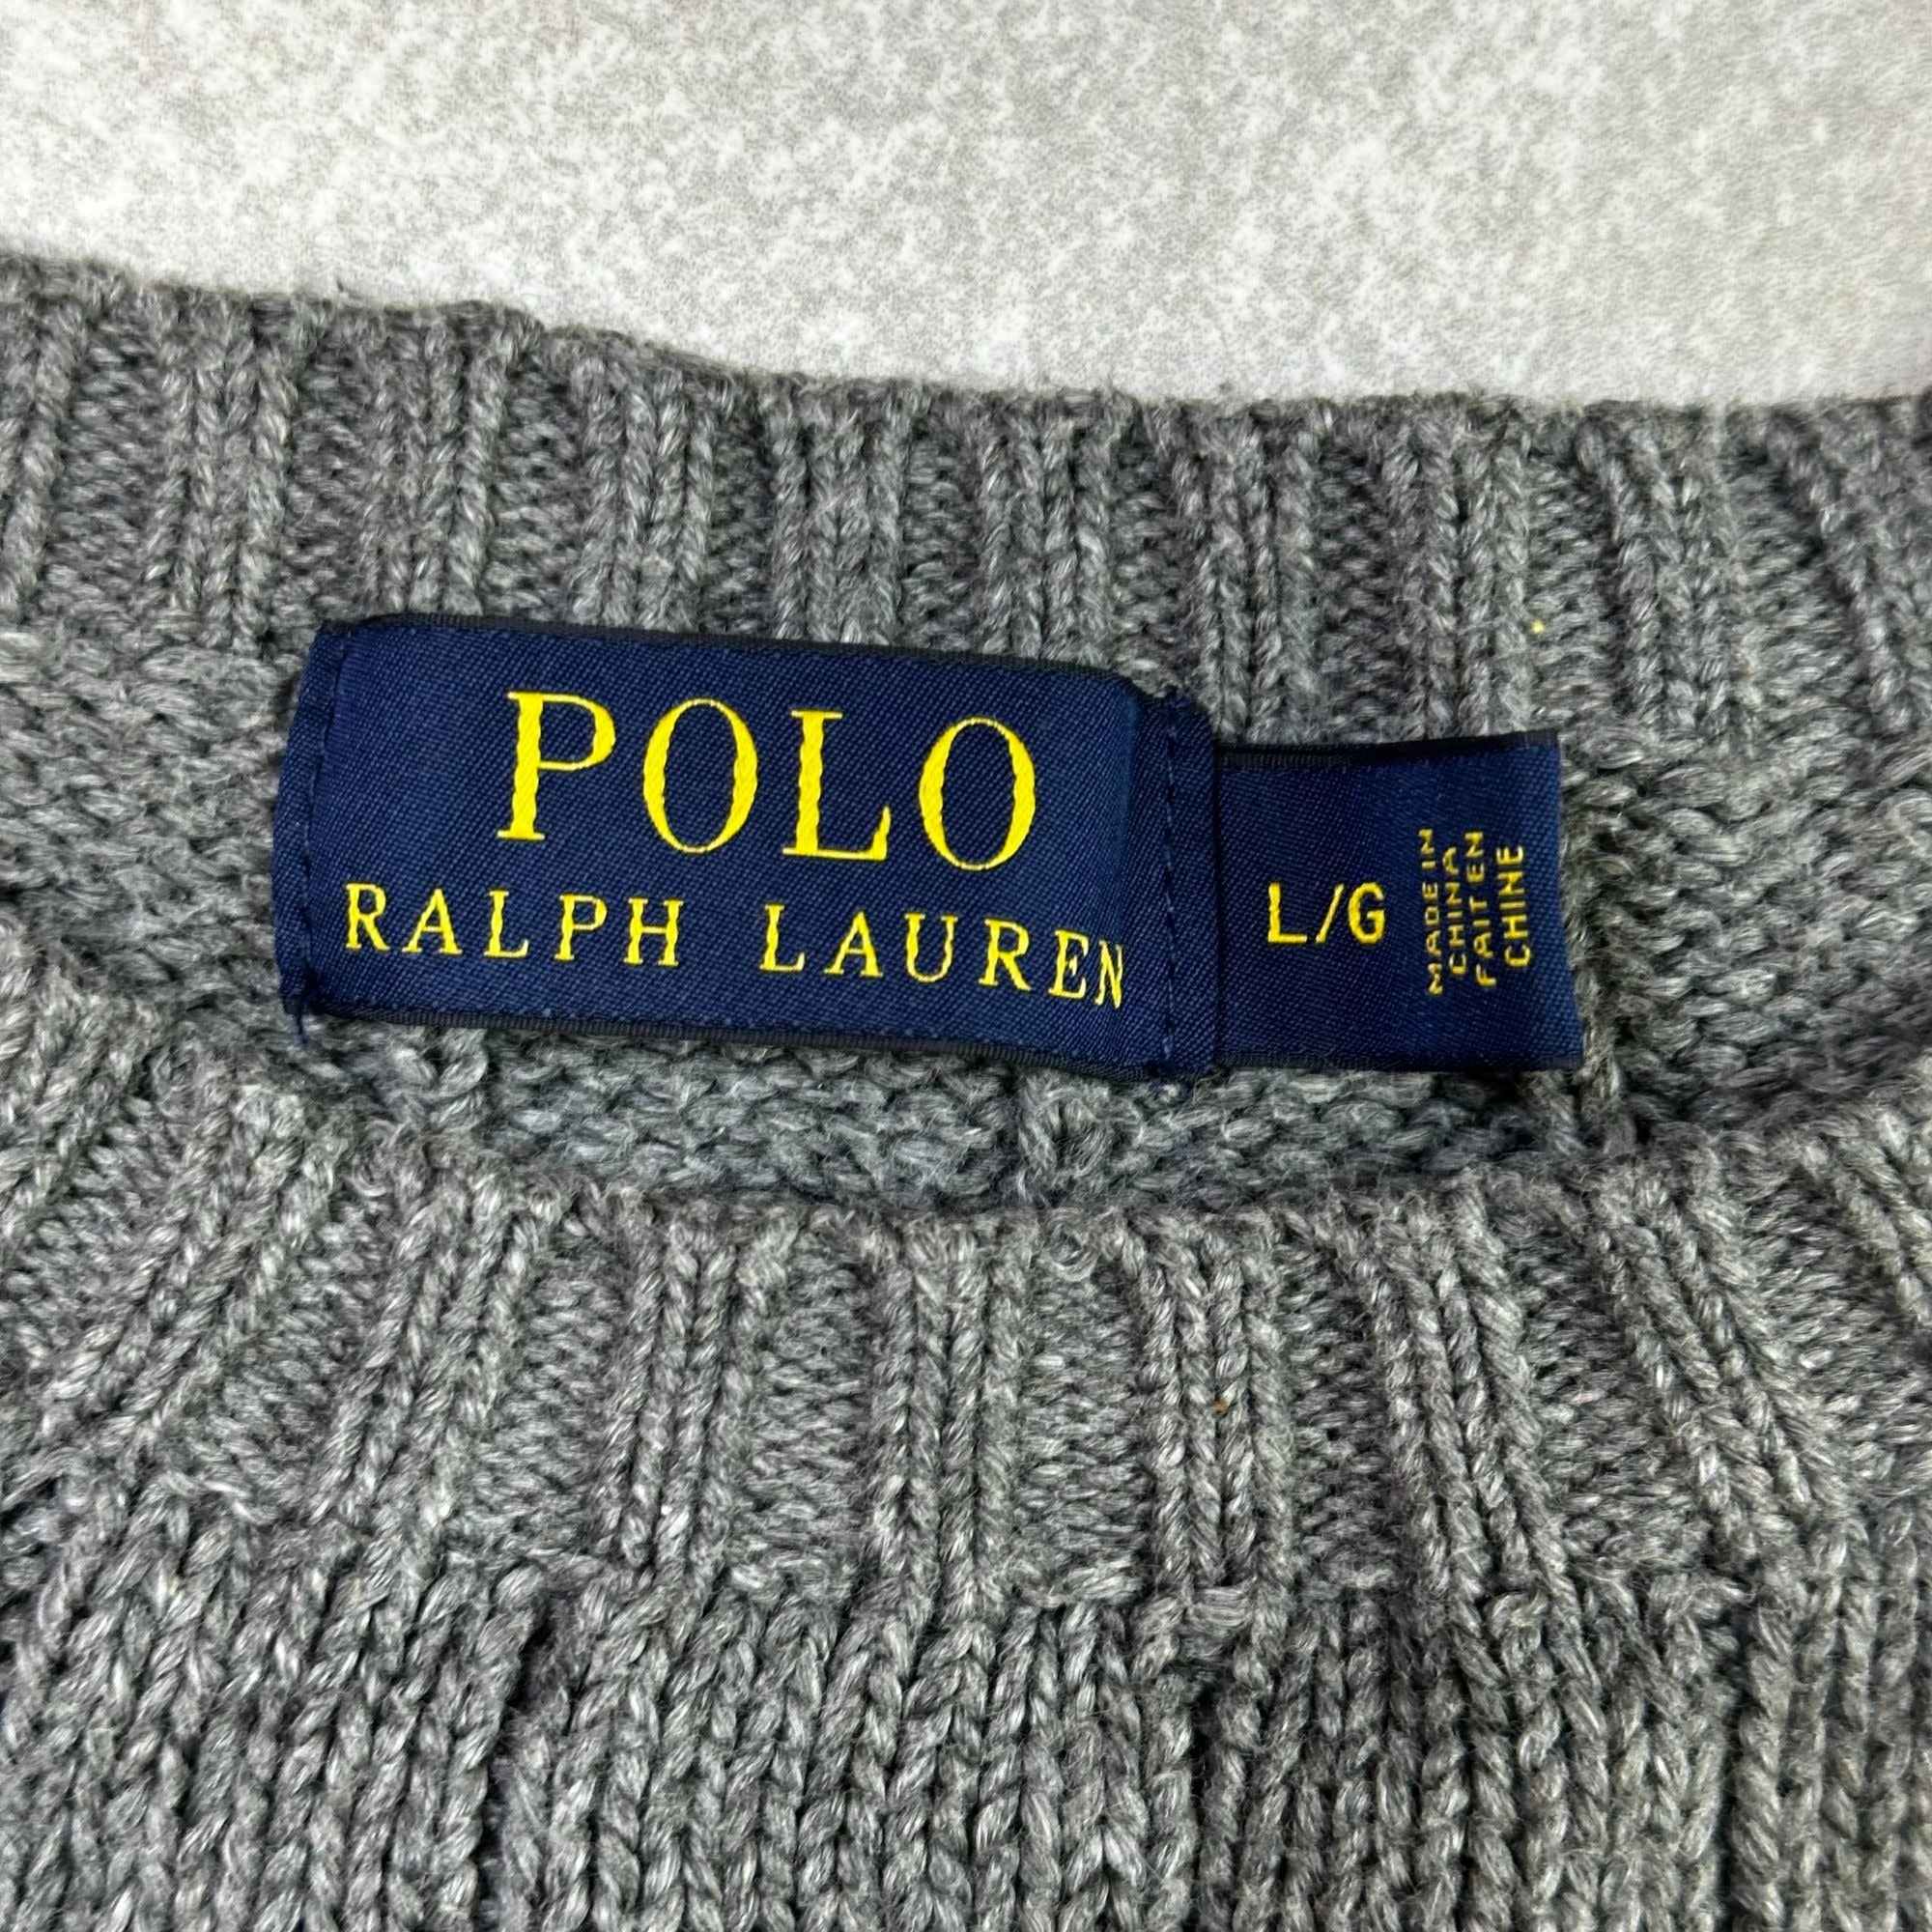 POLO
RALPH LAUREN
L/G
MADE IN
CHINA
FAIT EN
CHINE